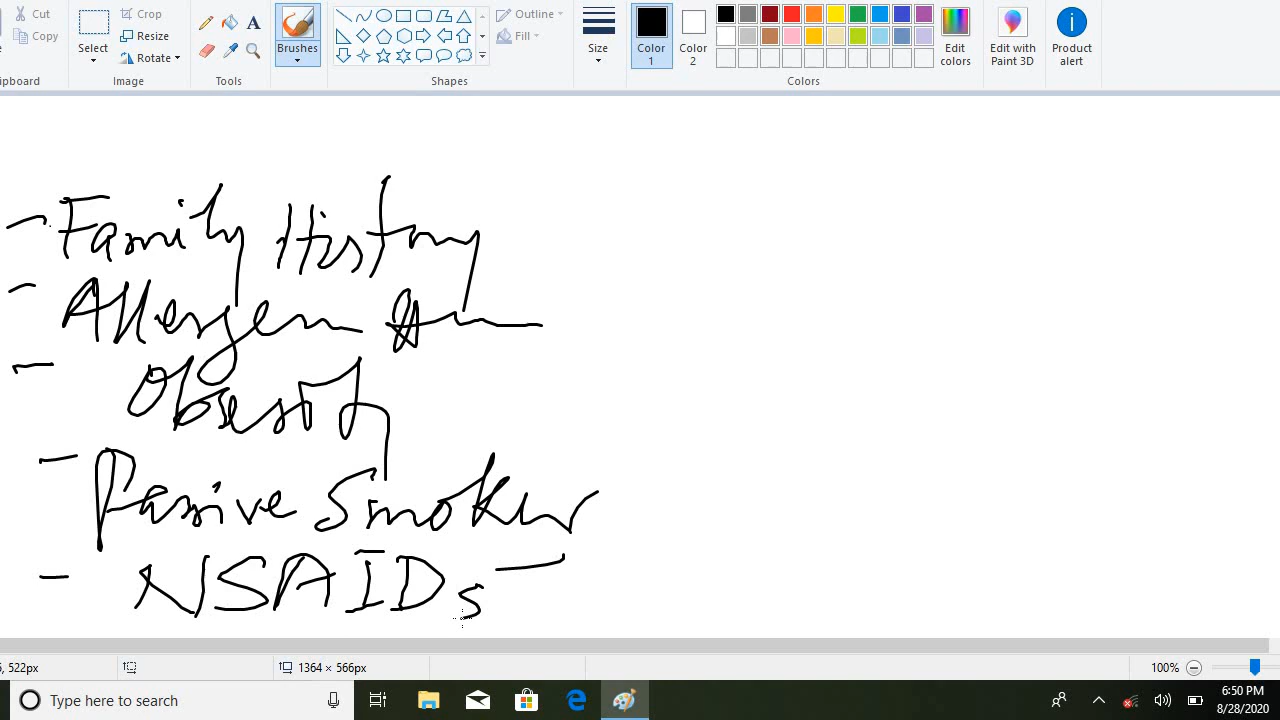 Cut
Copy
ipboard
Select
Crop
Resize
Rotate
Image
A
Tools
Brushes
Shapes
Outline
Fill
Size
Color 1
Color 2
Colors
Edit colors
Edit with Paint 3D
Product alert
- Family History
- Allergen
- Obesity
- Passive Smoker
- NSAIDs -
, 522px
1364 × 566px
100%
Type here to search
6:50 PM
8/28/2020